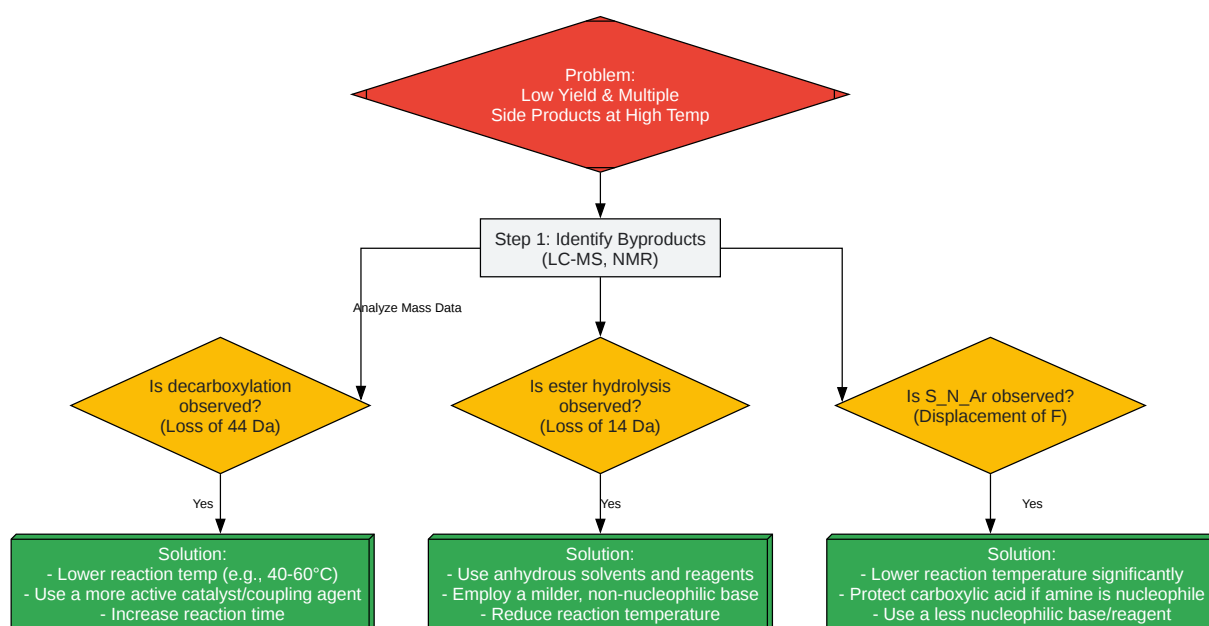 Problem:
Low Yield & Multiple
Side Products at High Temp
Step 1: Identify Byproducts
(LC-MS, NMR)
Analyze Mass Data
Is decarboxylation
observed?
(Loss of 44 Da)
Is ester hydrolysis
observed?
(Loss of 14 Da)
Is S_N_Ar observed?
(Displacement of F)
Yes
Yes
Yes
Solution:
- Lower reaction temp (e.g., 40-60°C)
- Use a more active catalyst/coupling agent
- Increase reaction time
Solution:
- Use anhydrous solvents and reagents
- Employ a milder, non-nucleophilic base
- Reduce reaction temperature
Solution:
- Lower reaction temperature significantly
- Protect carboxylic acid if amine is nucleophile
- Use a less nucleophilic base/reagent